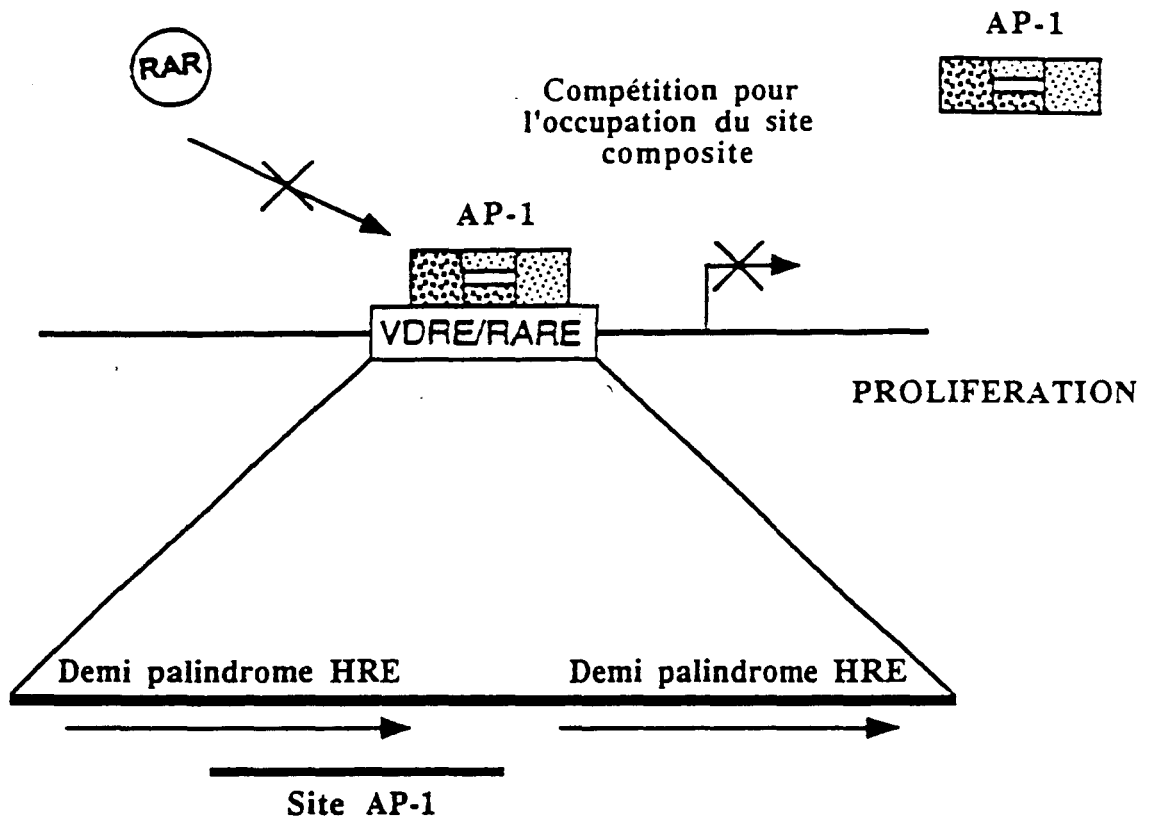 AP-1
RAR
Compétition pour
l'occupation du site
composite
AP-1
VDRE/RARE
PROLIFERATION
Demi palindrome HRE
Demi palindrome HRE
Site AP-1